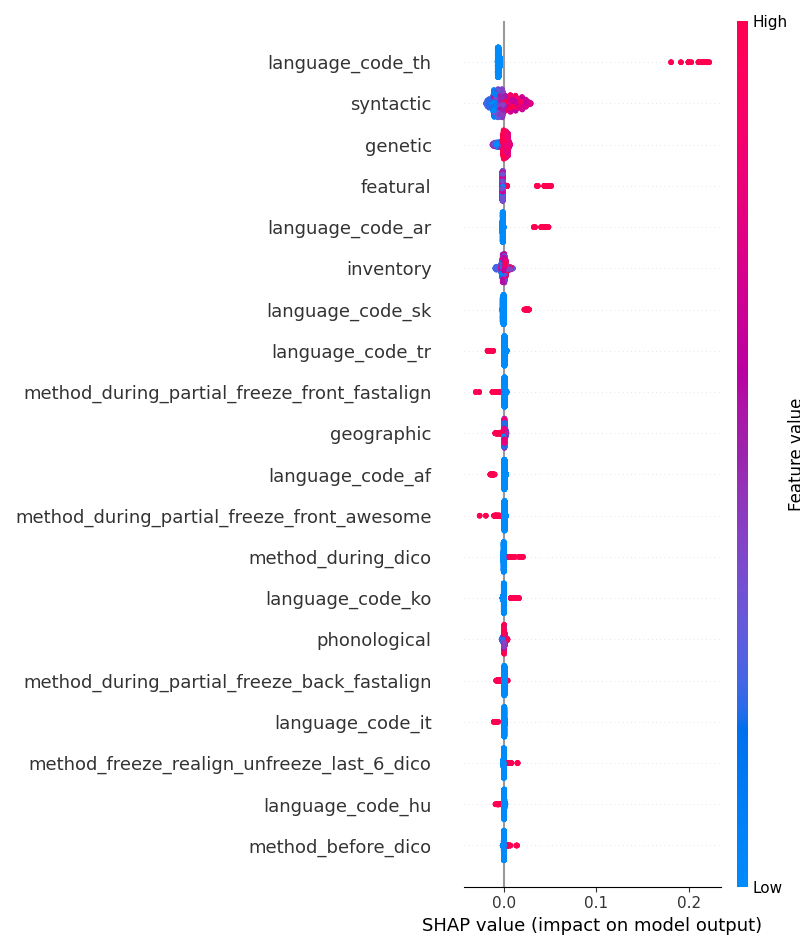 High
language_code_th
syntactic
genetic
featural
language_code_ar
inventory
language_code_sk
language_code_tr
method_during_partial_freeze_front_fastalign
geographic
language_code_af
method_during_partial_freeze_front_awesome
method_during_dico
language_code_ko
phonological
method_during_partial_freeze_back_fastalign
language_code_it
method_freeze_realign_unfreeze_last_6_dico
language_code_hu
method_before_dico
Feature value
Low
0.0 0.1 0.2
SHAP value (impact on model output)